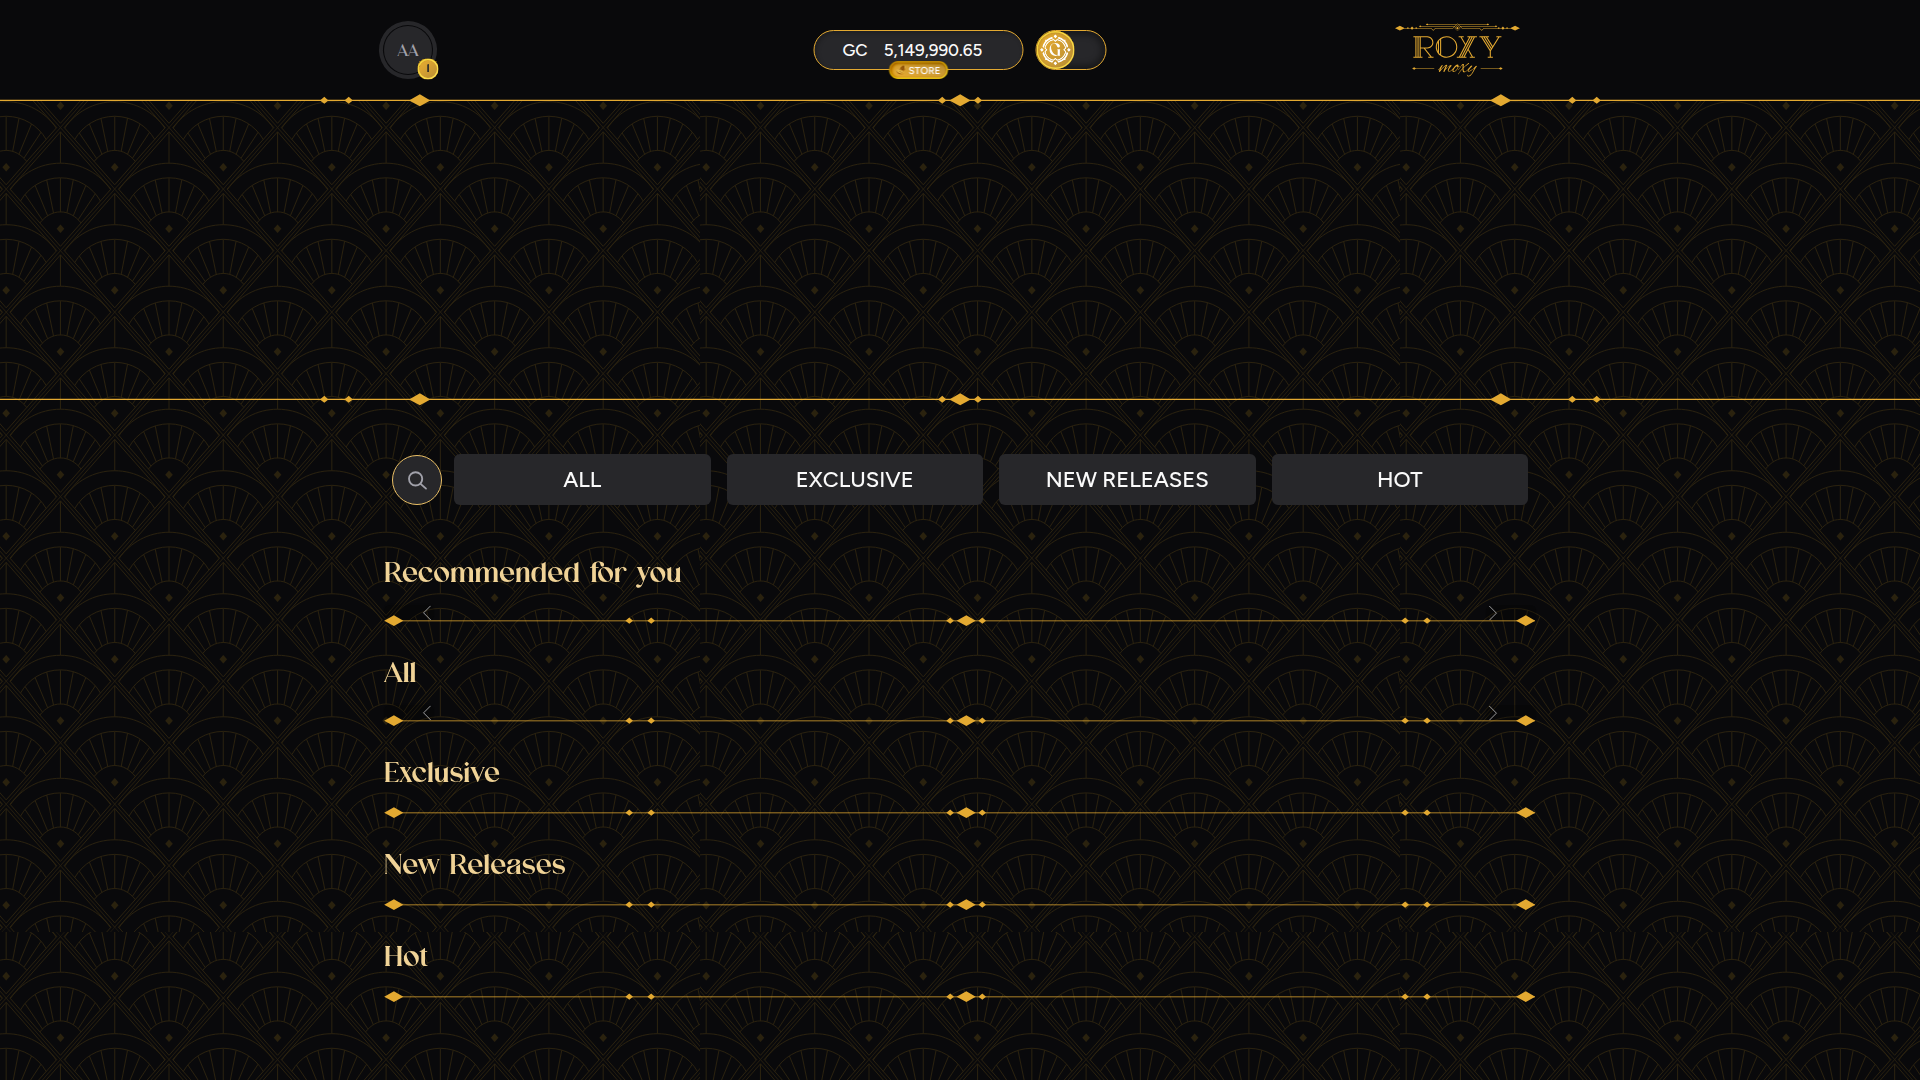 AA
I
GC 5,149,990.65
STORE
G
ROXY
moxy
ALL
EXCLUSIVE
NEW RELEASES
HOT
Recommended for you
All
Exclusive
New Releases
Hot